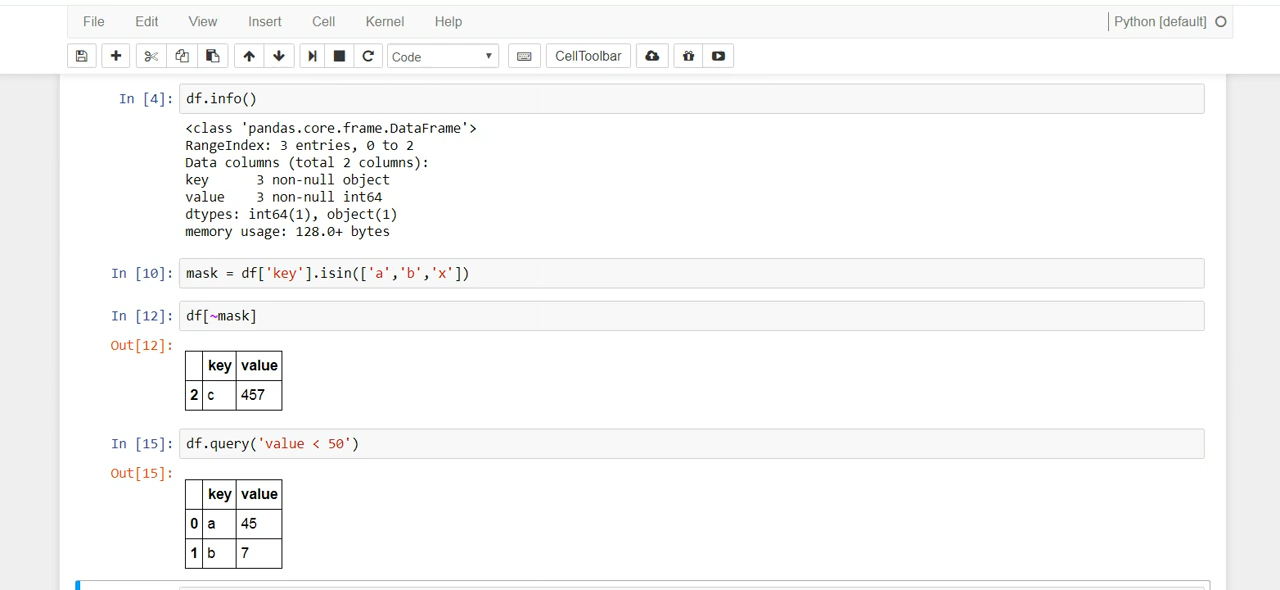 File Edit View Insert Cell Kernel Help Python [default]
Code CellToolbar
In [4]: df.info()
<class 'pandas.core.frame.DataFrame'>
RangeIndex: 3 entries, 0 to 2
Data columns (total 2 columns):
key 3 non-null object
value 3 non-null int64
dtypes: int64(1), object(1)
memory usage: 128.0+ bytes
In [10]: mask = df['key'].isin(['a','b','x'])
In [12]: df[~mask]
Out[12]:
key value
2 c 457
In [15]: df.query('value < 50')
Out[15]:
key value
0 a 45
1 b 7